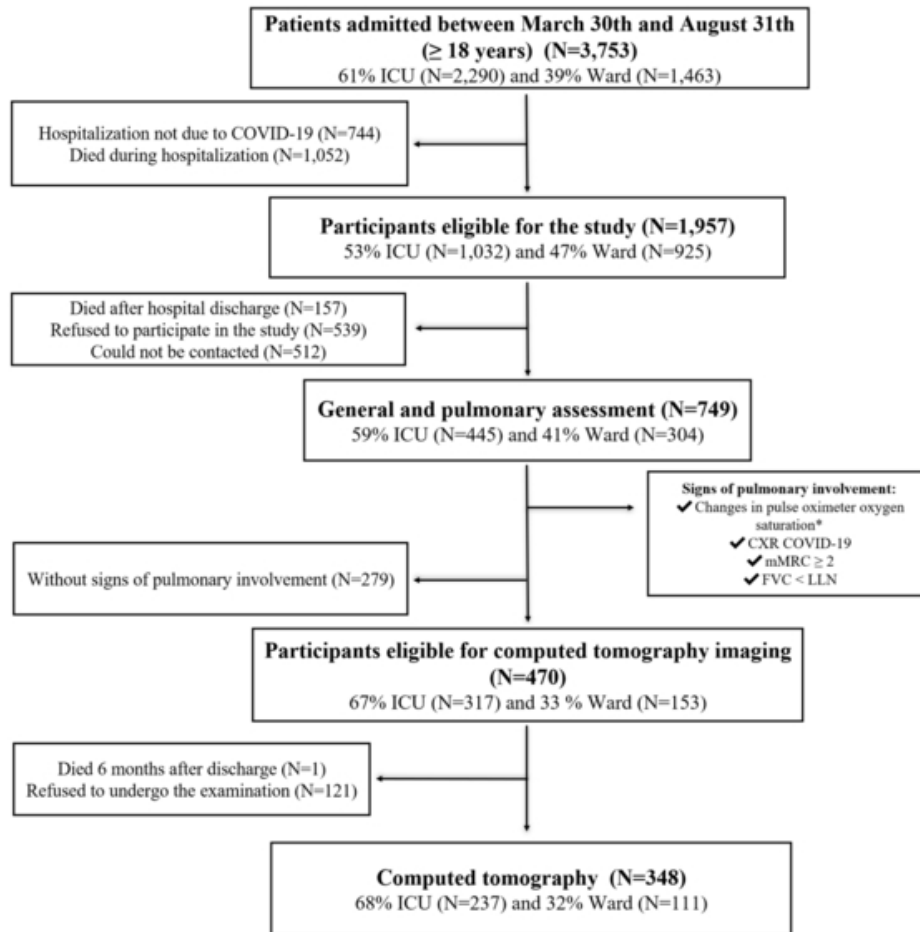 Patients admitted between March 30th and August 31th
(≥ 18 years) (N=3,753)
61% ICU (N=2,290) and 39% Ward (N=1,463)
Hospitalization not due to COVID-19 (N=744)
Died during hospitalization (N=1,052)
Participants eligible for the study (N=1,957)
53% ICU (N=1,032) and 47% Ward (N=925)
Died after hospital discharge (N=157)
Refused to participate in the study (N=539)
Could not be contacted (N=512)
General and pulmonary assessment (N=749)
59% ICU (N=445) and 41% Ward (N=304)
Signs of pulmonary involvement:
✔ Changes in pulse oximeter oxygen
saturation*
✔ CXR COVID-19
✔ mMRC ≥ 2
✔ FVC < LLN
Without signs of pulmonary involvement (N=279)
Participants eligible for computed tomography imaging
(N=470)
67% ICU (N=317) and 33 % Ward (N=153)
Died 6 months after discharge (N=1)
Refused to undergo the examination (N=121)
Computed tomography (N=348)
68% ICU (N=237) and 32% Ward (N=111)